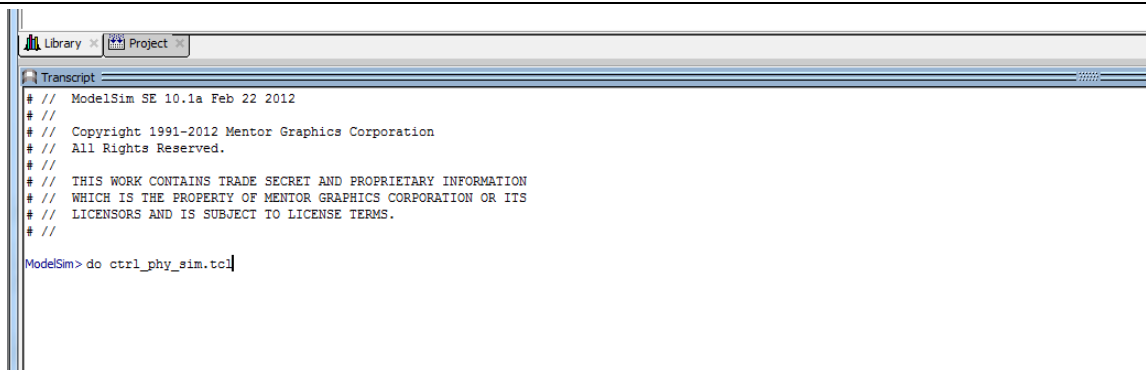 Library
Project
Transcript
# // ModelSim SE 10.1a Feb 22 2012
# //
# // Copyright 1991-2012 Mentor Graphics Corporation
# // All Rights Reserved.
# //
# // THIS WORK CONTAINS TRADE SECRET AND PROPRIETARY INFORMATION
# // WHICH IS THE PROPERTY OF MENTOR GRAPHICS CORPORATION OR ITS
# // LICENSORS AND IS SUBJECT TO LICENSE TERMS.
# //
ModelSim> do ctrl_phy_sim.tcl